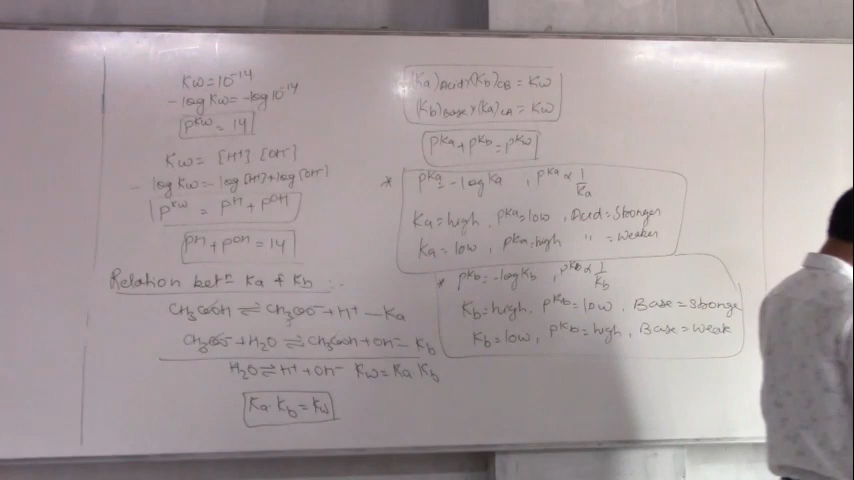 Kw = 10⁻¹⁴
- log Kw = - log 10⁻¹⁴
pKw = 14
Kw = [H+] [OH-]
- log Kw = - log [H+] + log [OH-]
pKw = pH + pOH
pH + pOH = 14
Relation betⁿ Ka & Kb :-
CH3COOH ⇌ CH3COO⁻ + H⁺ — Ka
CH3COO⁻ + H2O ⇌ CH3COOH + OH⁻ Kb
H2O ⇌ H⁺ + OH⁻ Kw = Ka·Kb
Ka·Kb = Kw
(Ka)Acid × (Kb)CB = Kw
(Kb)Base × (Ka)CA = Kw
pKa + pKb = pKw
* pKa = - log Ka , pKa ∝ 1/Ka
Ka = high, pKa = low, Acid = Stronger
Ka = low, pKa = high " = weaker
* pKb = - log Kb , pKb ∝ 1/Kb
Kb = high, pKb = low, Base = Stronge
Kb = low, pKb = high, Base = weak